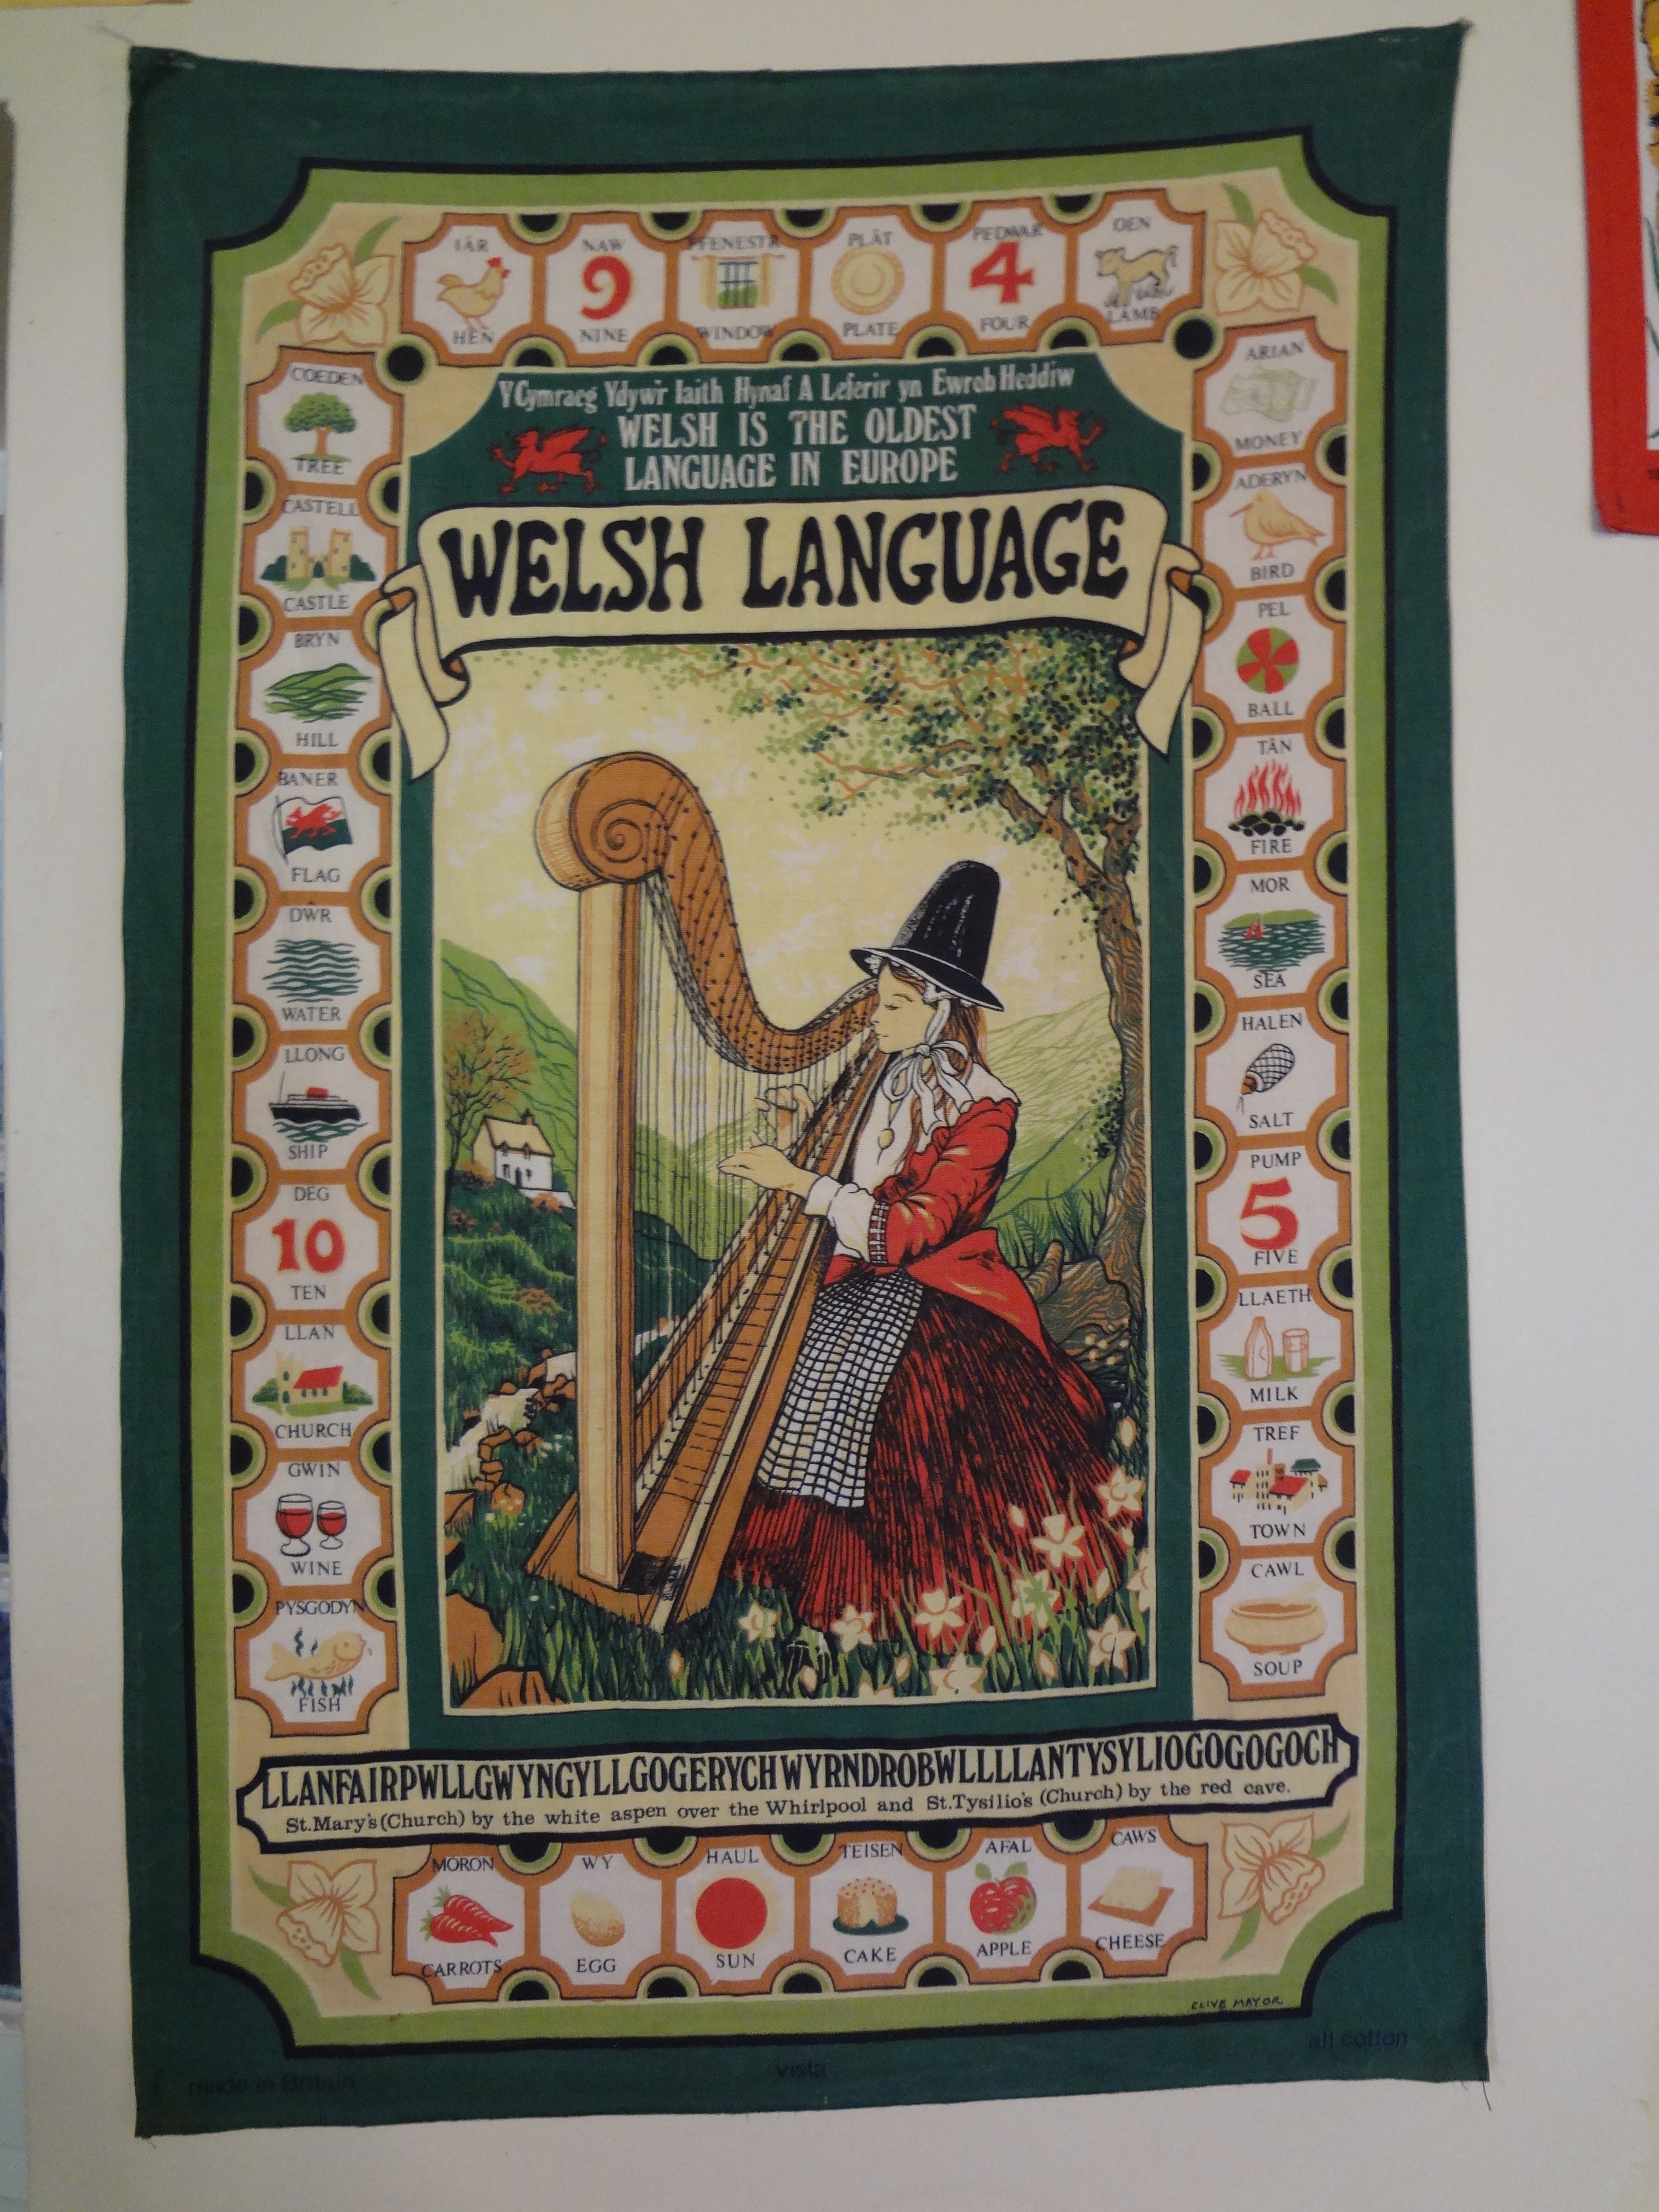 IÂR
HEN
NAW
9
NINE
FFENESTR
WINDOW
PLÂT
PLATE
PEDWAR
4
FOUR
OEN
LAMB
Y Gymraeg Ydyw'r Iaith Hynaf A Leferir yn Ewrob Heddiw
WELSH IS THE OLDEST
LANGUAGE IN EUROPE
WELSH LANGUAGE
COEDEN
TREE
CASTELL
CASTLE
BRYN
HILL
BANER
FLAG
DŴR
WATER
LLONG
SHIP
DEG
10
TEN
LLAN
CHURCH
GWIN
WINE
PYSGODYN
FISH
ARIAN
MONEY
ADERYN
BIRD
PEL
BALL
TÂN
FIRE
MOR
SEA
HALEN
SALT
PUMP
5
FIVE
LLAETH
MILK
TREF
TOWN
CAWL
SOUP
LLANFAIRPWLLGWYNGYLLGOGERYCHWYRNDROBWLLLLANTYSYLIOGOGOGOCH
St.Mary's (Church) by the white aspen over the Whirlpool and St.Tysilio's (Church) by the red cave.
MORON
CARROTS
WY
EGG
HAUL
SUN
TEISEN
CAKE
AFAL
APPLE
CAWS
CHEESE
CLIVE MAYOR
made in Britain
vista
all cotton